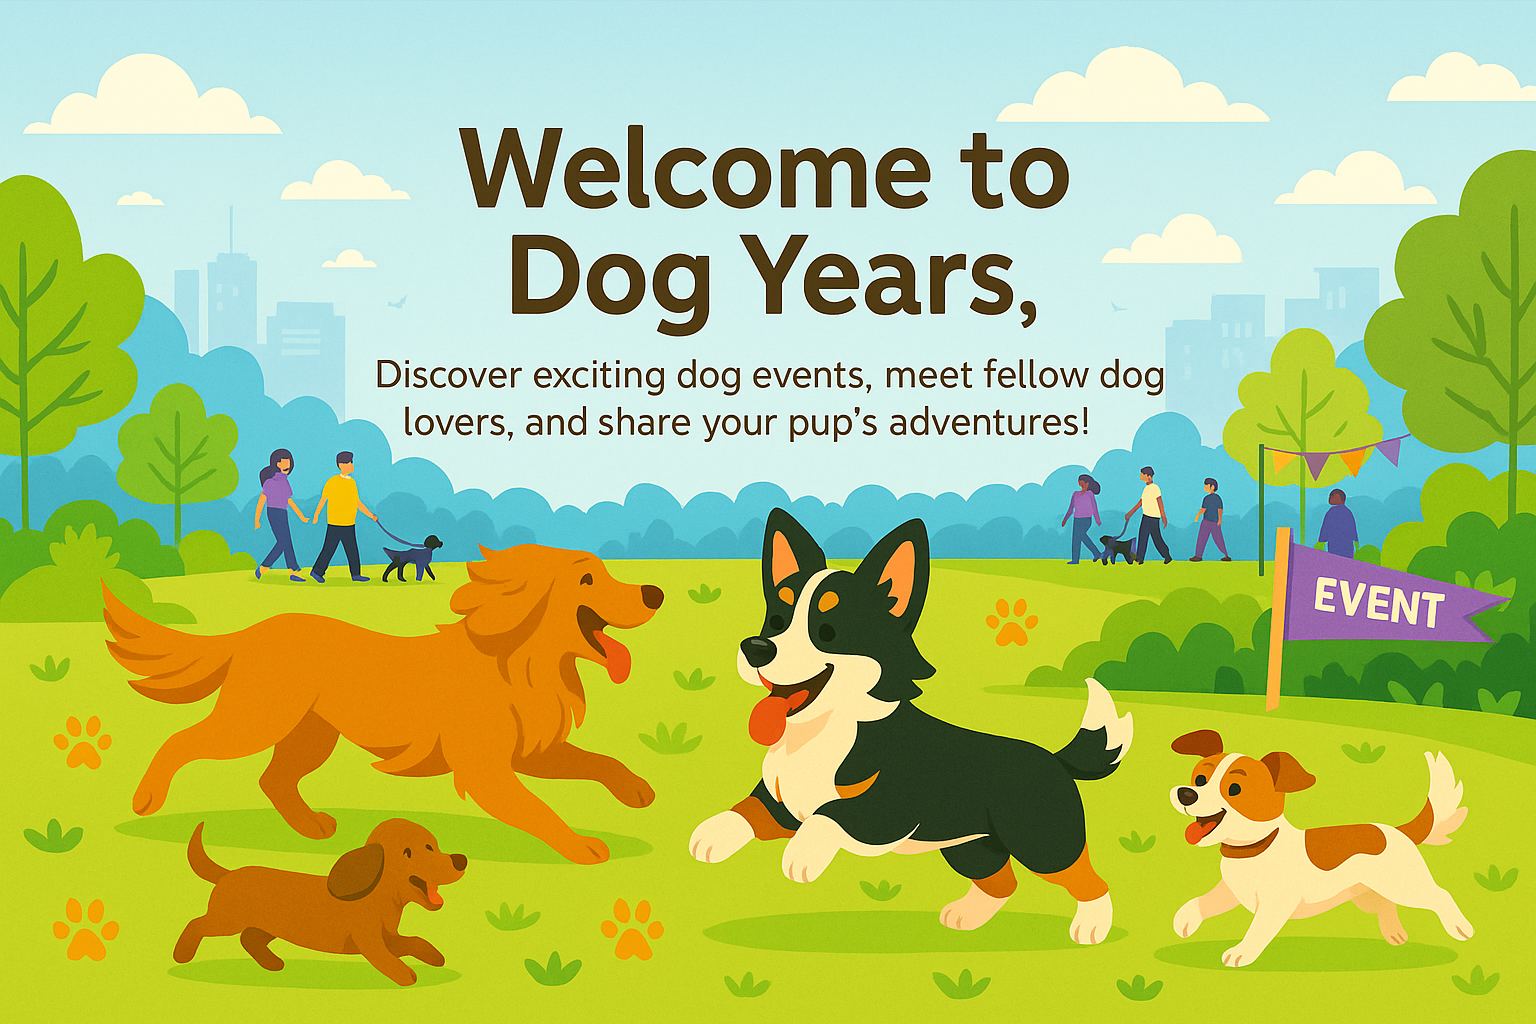 Welcome to
Dog Years,
Discover exciting dog events, meet fellow dog
lovers, and share your pup's adventures!
EVENT